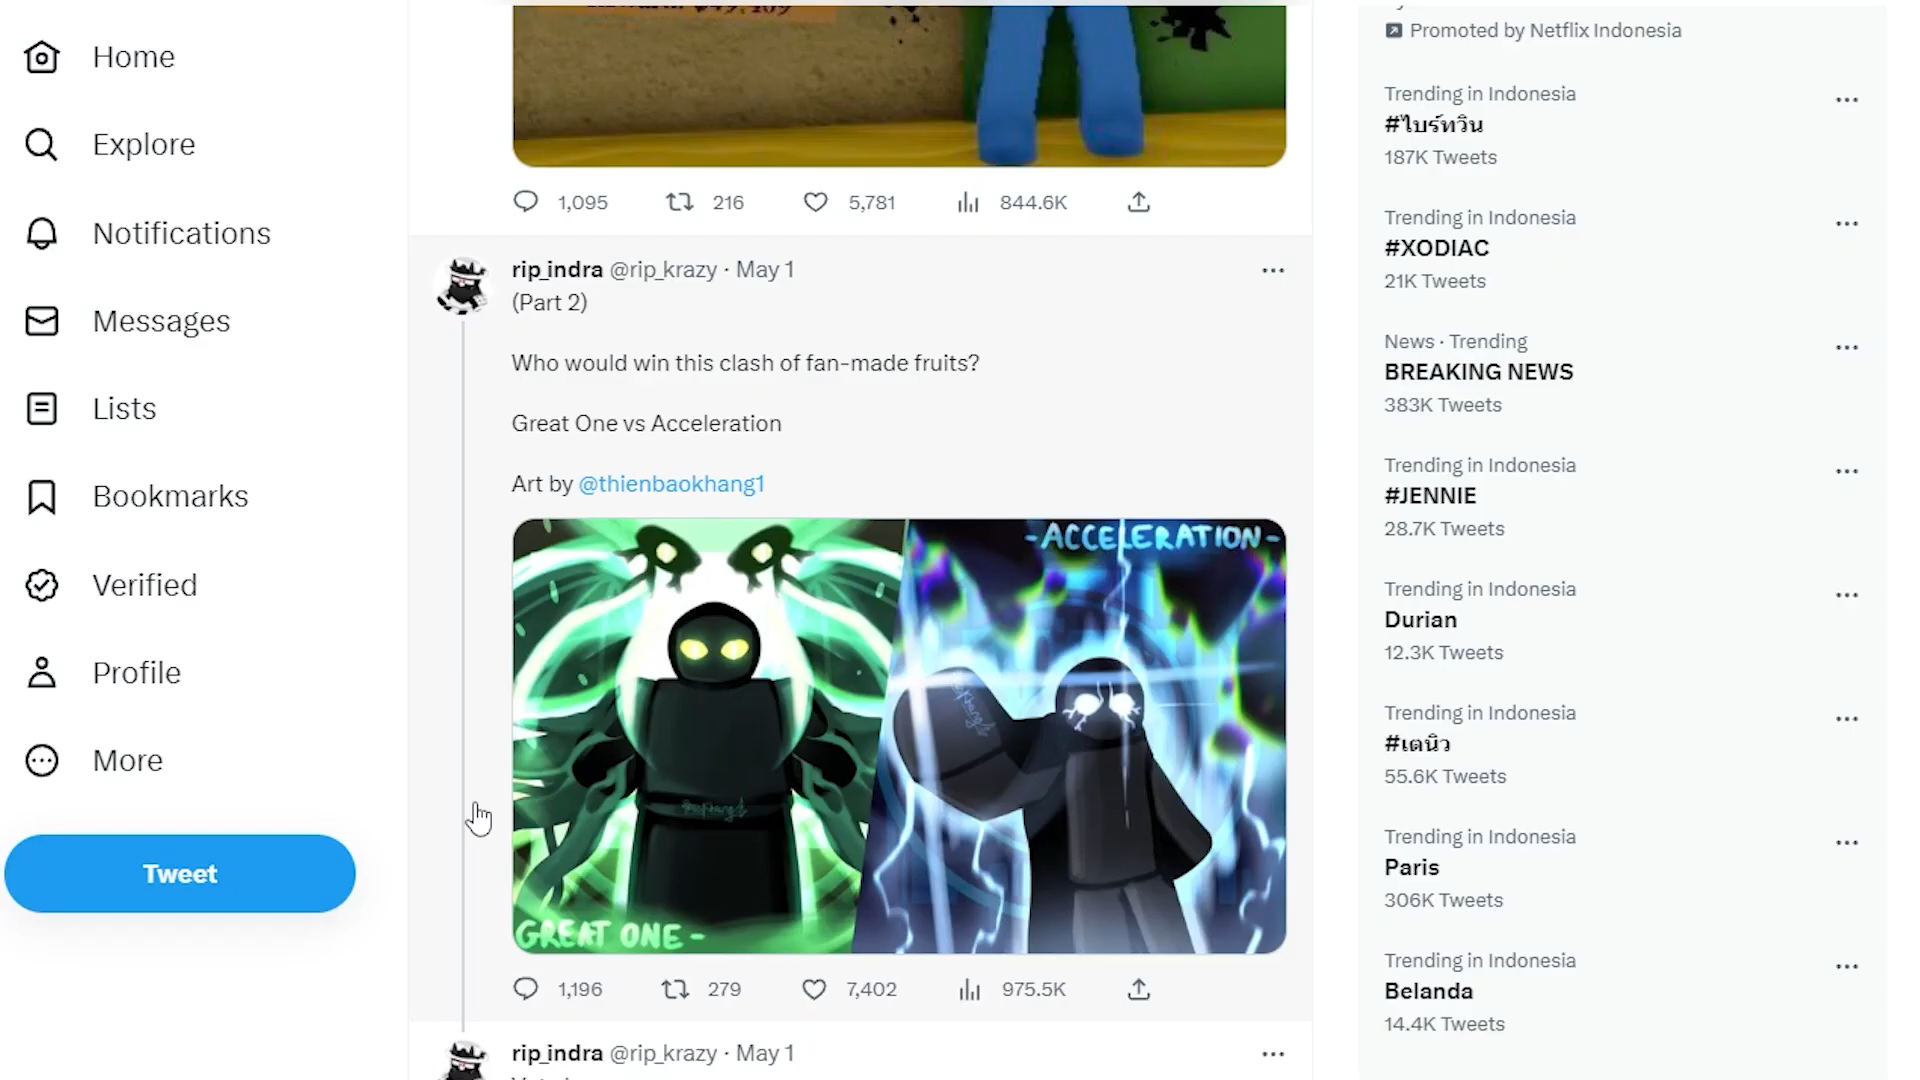 Home
Explore
Notifications
Messages
Lists
Bookmarks
Verified
Profile
More
Tweet
1,095 216 5,781 844.6K
rip_indra @rip_krazy · May 1
(Part 2)
Who would win this clash of fan-made fruits?
Great One vs Acceleration
Art by @thienbaokhang1
-ACCELERATION-
GREAT ONE -
1,196 279 7,402 975.5K
rip_indra @rip_krazy · May 1
Promoted by Netflix Indonesia
Trending in Indonesia
#ไบร์ทวิน
187K Tweets
Trending in Indonesia
#XODIAC
21K Tweets
News · Trending
BREAKING NEWS
383K Tweets
Trending in Indonesia
#JENNIE
28.7K Tweets
Trending in Indonesia
Durian
12.3K Tweets
Trending in Indonesia
#เตนิว
55.6K Tweets
Trending in Indonesia
Paris
306K Tweets
Trending in Indonesia
Belanda
14.4K Tweets